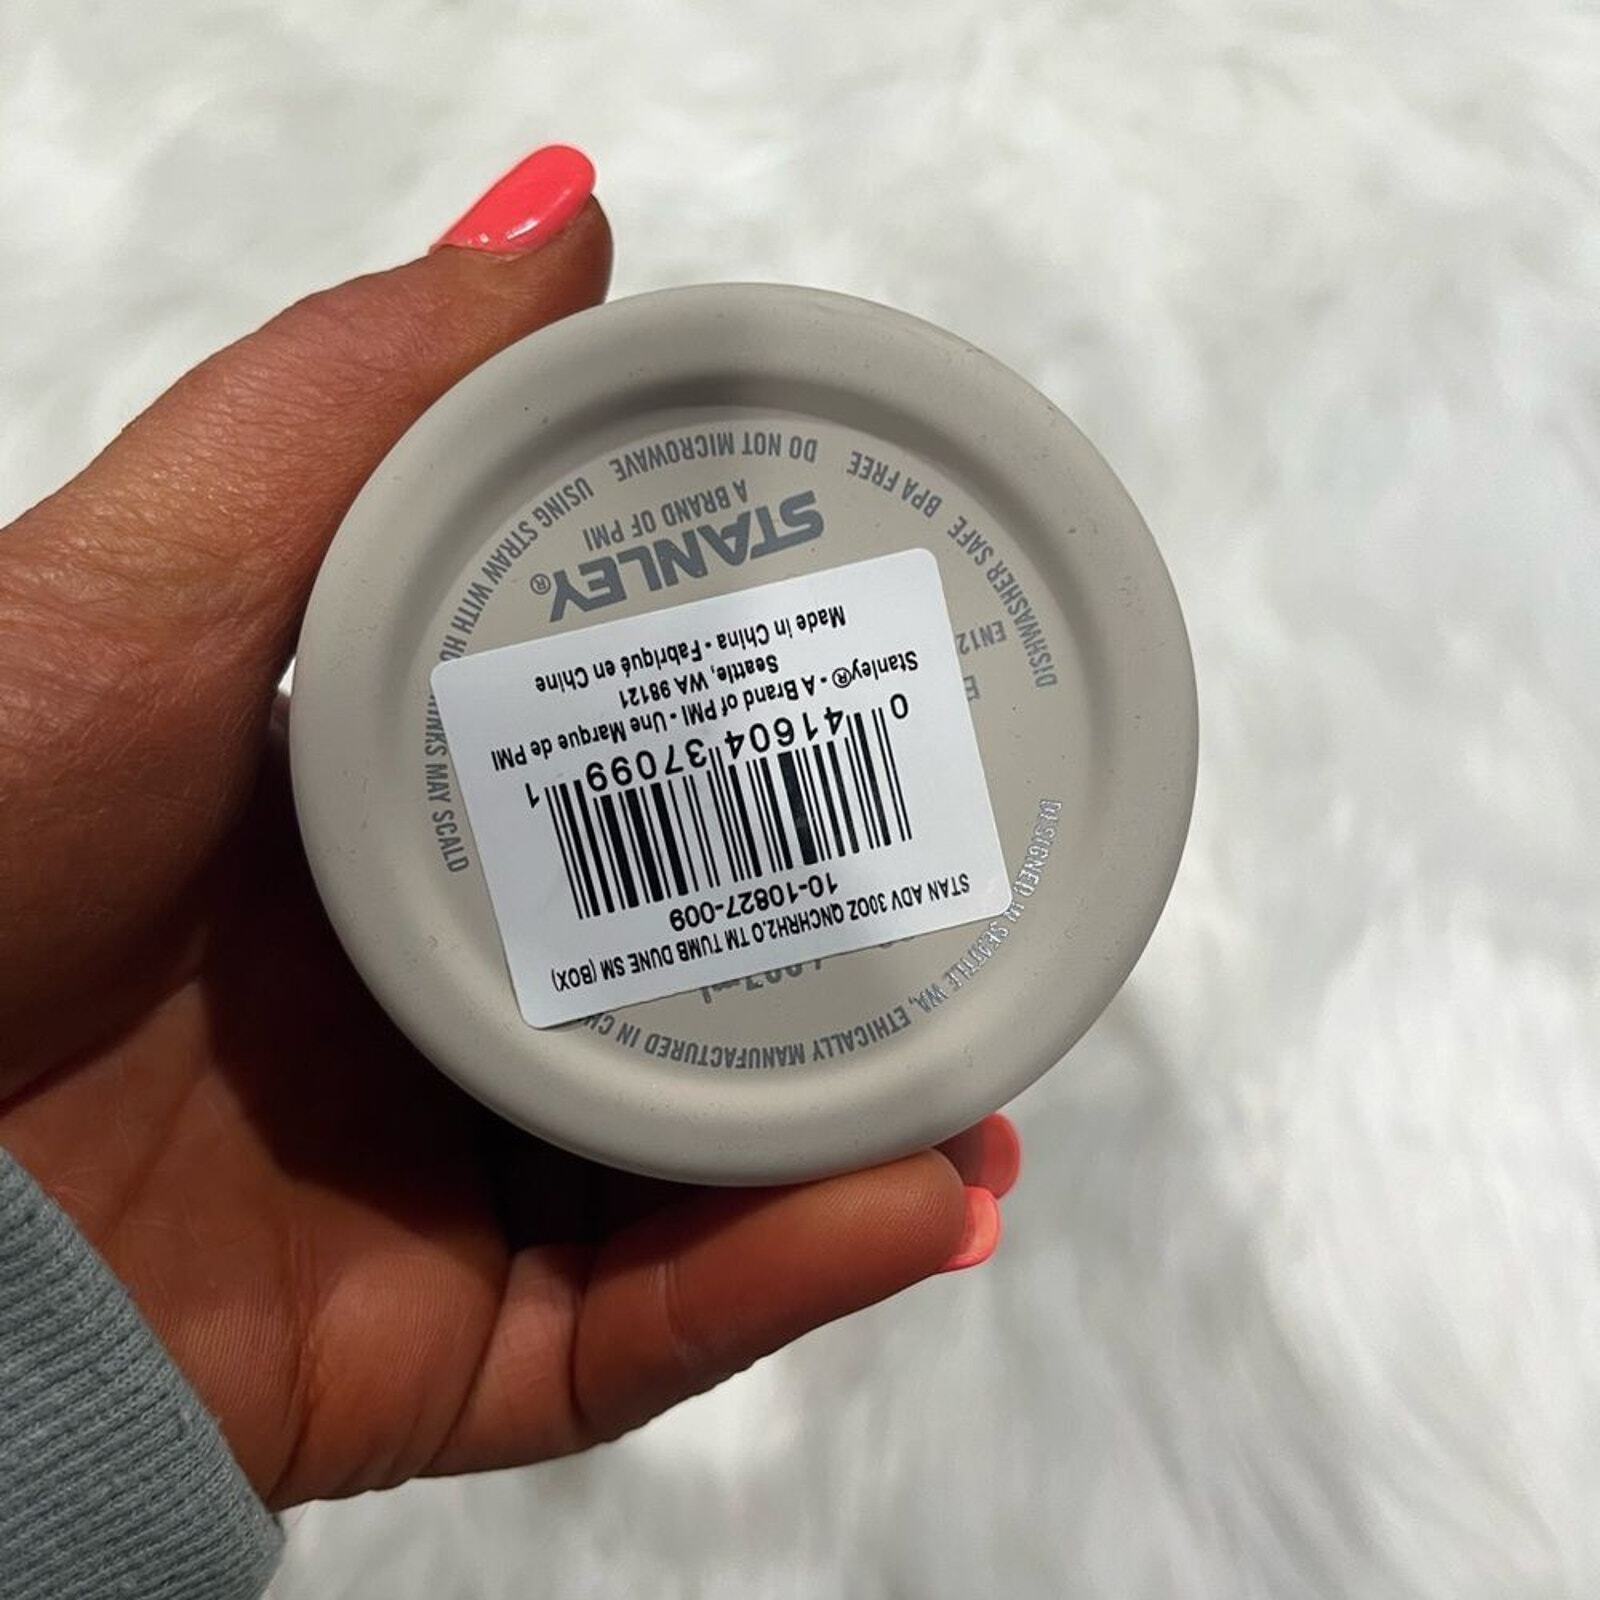 STAN ADV 30OZ QNCHRH2.0 TM TUMB DUNE SM (BOX)
10-10827-009
0 41604 37099 1
Stanley® - A Brand of PMI - Une Marque de PMI
Seattle, WA 98121
Made in China - Fabriqué en Chine
STANLEY®
A BRAND OF PMI
DISHWASHER SAFE BPA FREE DO NOT MICROWAVE USING STRAW WITH MAY SCALD
DESIGNED IN SEATTLE WA, ETHICALLY MANUFACTURED IN